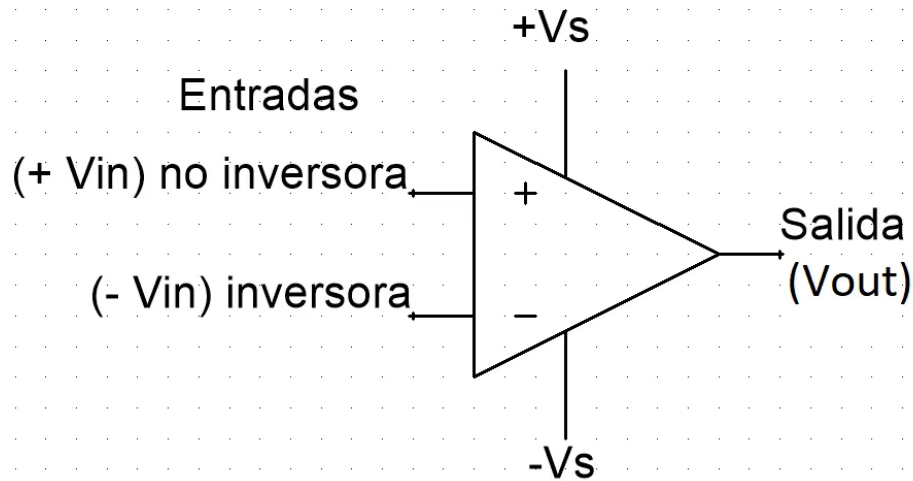 +Vs
Entradas
(+ Vin) no inversora
+
Salida
(Vout)
(- Vin) inversora
−
-Vs